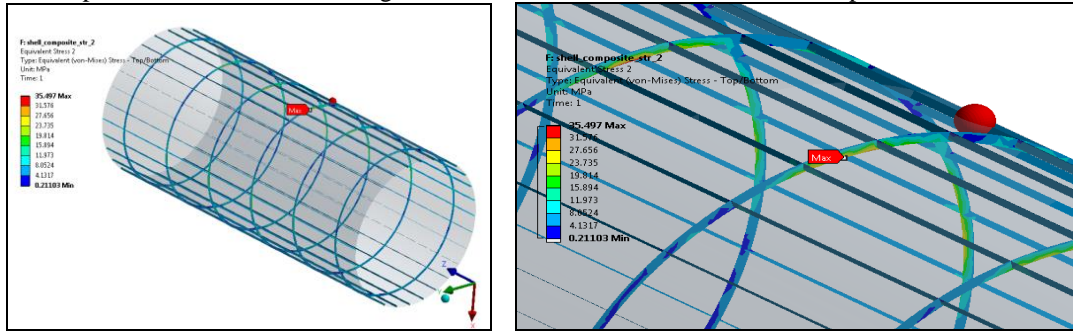 F: shell_composite_str_2
Equivalent Stress 2
Type: Equivalent (von-Mises) Stress - Top/Bottom
Unit: MPa
Time: 1
35.497 Max
31.576
27.656
23.735
19.814
15.894
11.973
8.0524
4.1317
0.21103 Min
Max
Z
X
F: shell_composite_str_2
Equivalent Stress 2
Type: Equivalent (von-Mises) Stress - Top/Bottom
Unit: MPa
Time: 1
35.497 Max
31.576
27.656
23.735
19.814
15.894
11.973
8.0524
4.1317
0.21103 Min
Max